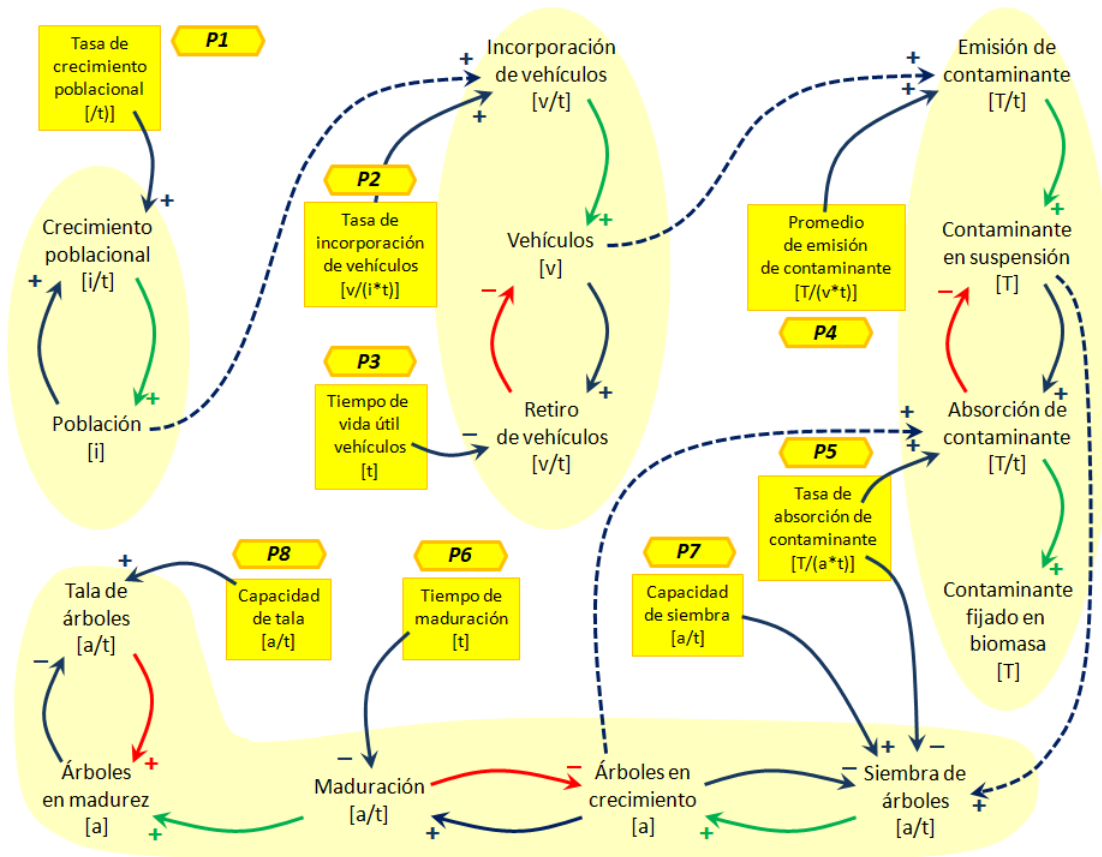 Tasa de
crecimiento
poblacional
[/t)]
P1
+
Crecimiento
poblacional
[i/t]
+
+
Población
[i]
Incorporación
de vehículos
[v/t]
+
+
P2
Tasa de
incorporación
de vehículos
[v/(i*t)]
+
Vehículos
[v]
–
+
P3
Tiempo de
vida útil
vehículos
[t]
–
Retiro
de vehículos
[v/t]
Emisión de
contaminante
[T/t]
+
+
Promedio
de emisión
de contaminante
[T/(v*t)]
P4
+
Contaminante
en suspensión
[T]
–
+
Absorción de
contaminante
[T/t]
+
+
P5
Tasa de
absorción de
contaminante
[T/(a*t)]
+
Contaminante
fijado en
biomasa
[T]
P8
Capacidad
de tala
[a/t]
P6
Tiempo de
maduración
[t]
P7
Capacidad
de siembra
[a/t]
+
Tala de
árboles
[a/t]
–
+
Árboles
en madurez
[a]
+
–
Maduración
[a/t]
+
–
Árboles en
crecimiento
[a]
+
–
+
–
Siembra de
árboles
[a/t]
+